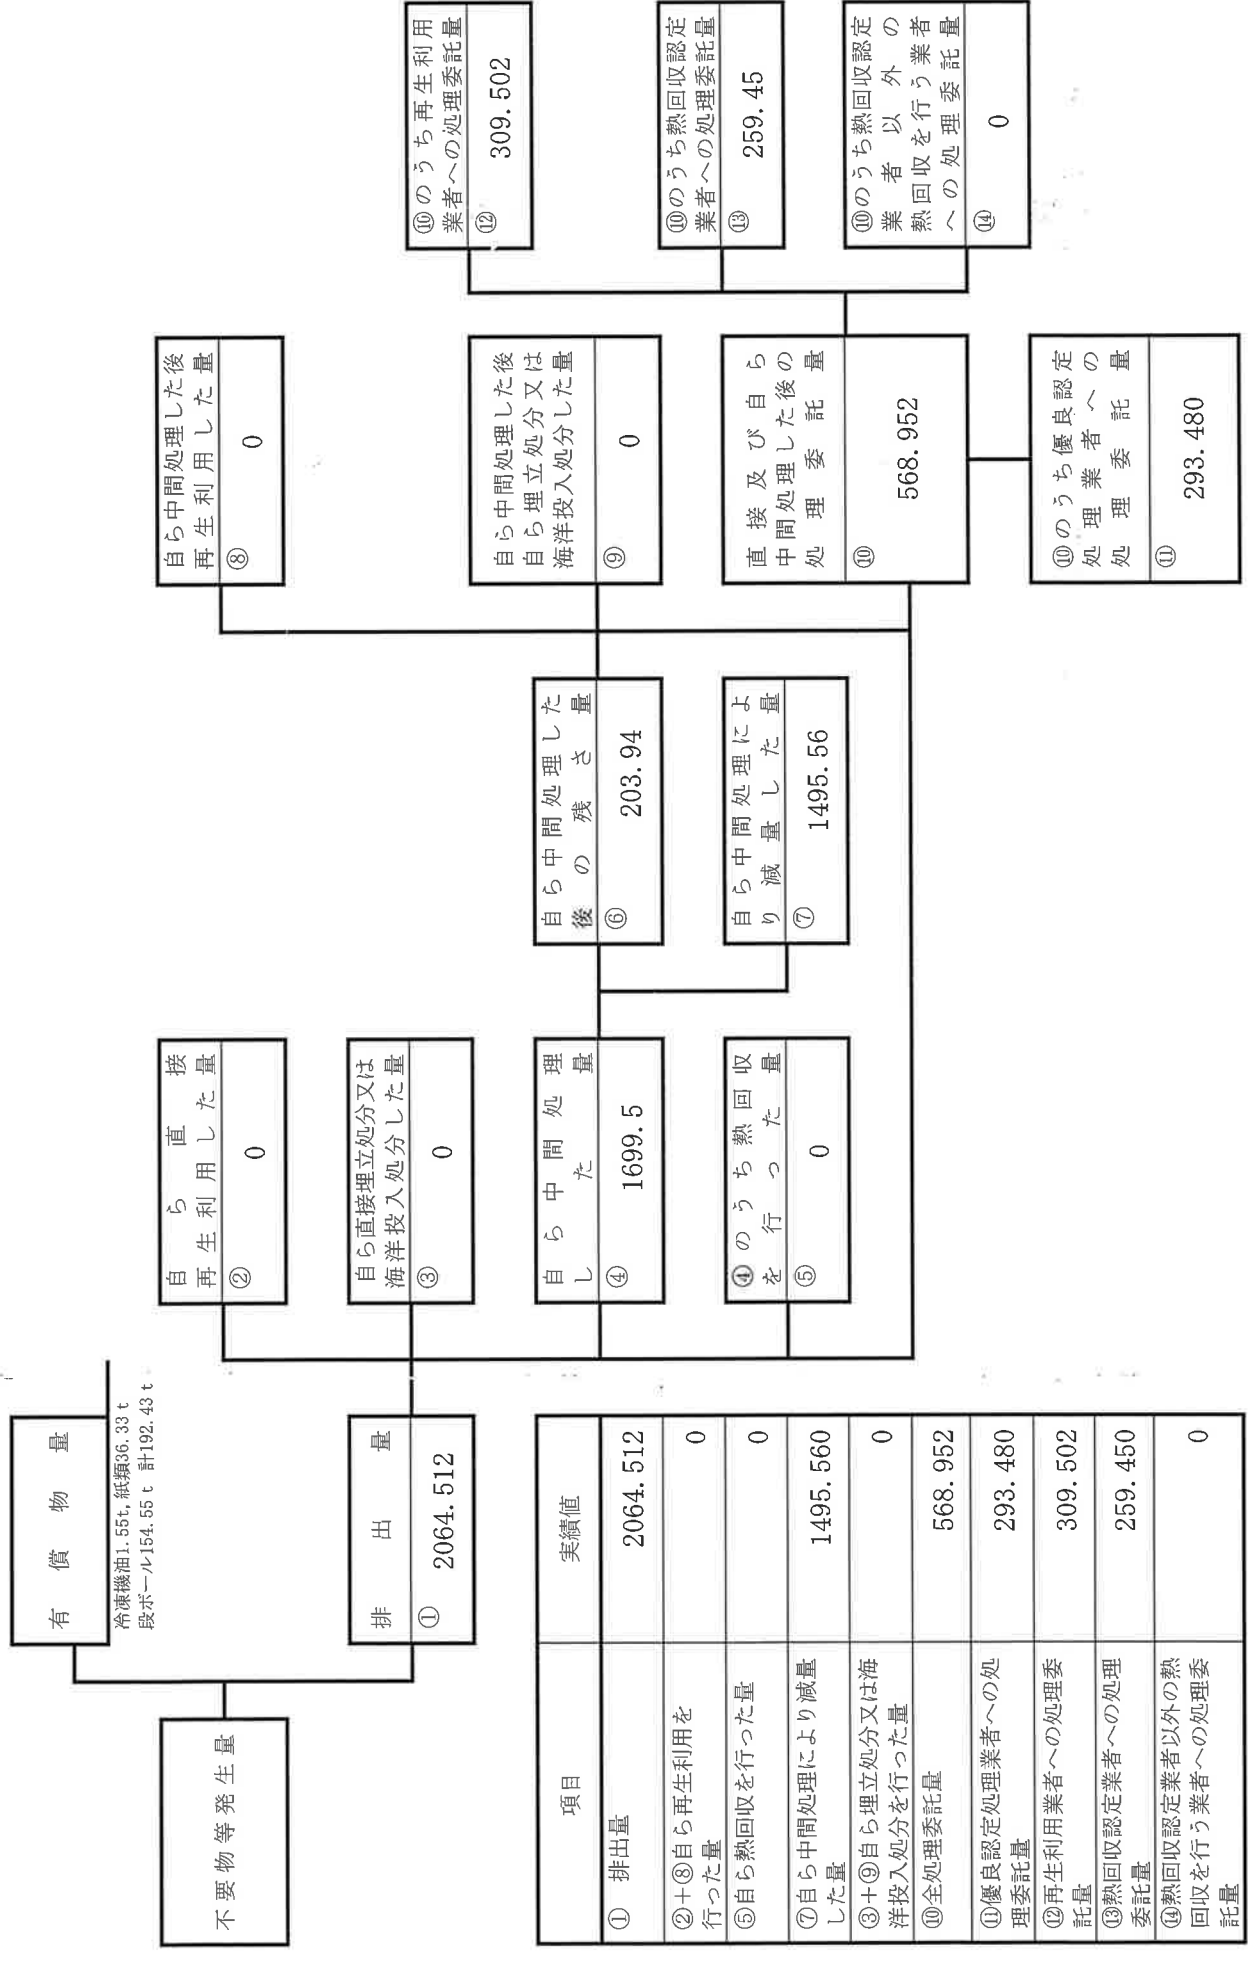 不要物等発生量
有償物量
冷凍機油1.55t,紙類36.33ｔ
段ボール154.55ｔ 計192.43ｔ
排出量
① 2064.512
自ら直接
再生利用した量
② 0
自ら直接埋立処分又は
海洋投入処分した量
③ 0
自ら中間処理
した量
④ 1699.5
④のうち熱回収
を行った量
⑤ 0
自ら中間処理した
後の残さ量
⑥ 203.94
自ら中間処理によ
り減量した量
⑦ 1495.56
自ら中間処理した後
再生利用した量
⑧ 0
自ら中間処理した後
自ら埋立処分又は
海洋投入処分した量
⑨ 0
直接及び自ら
中間処理した後の
処理委託量
⑩ 568.952
⑩のうち優良認定
処理業者への
処理委託量
⑪ 293.480
⑩のうち再生利用
業者への処理委託量
⑫ 309.502
⑩のうち熱回収認定
業者への処理委託量
⑬ 259.45
⑩のうち熱回収認定
業者以外の
熱回収を行う業者
への処理委託量
⑭ 0
項目 実績値
① 排出量 2064.512
②＋⑧自ら再生利用を
行った量 0
⑤自ら熱回収を行った量 0
⑦自ら中間処理により減量
した量 1495.560
③＋⑨自ら埋立処分又は海
洋投入処分を行った量 0
⑩全処理委託量 568.952
⑪優良認定処理業者への処
理委託量 293.480
⑫再生利用業者への処理委
託量 309.502
⑬熱回収認定業者への処理
委託量 259.450
⑭熱回収認定業者以外の熱
回収を行う業者への処理委
託量 0